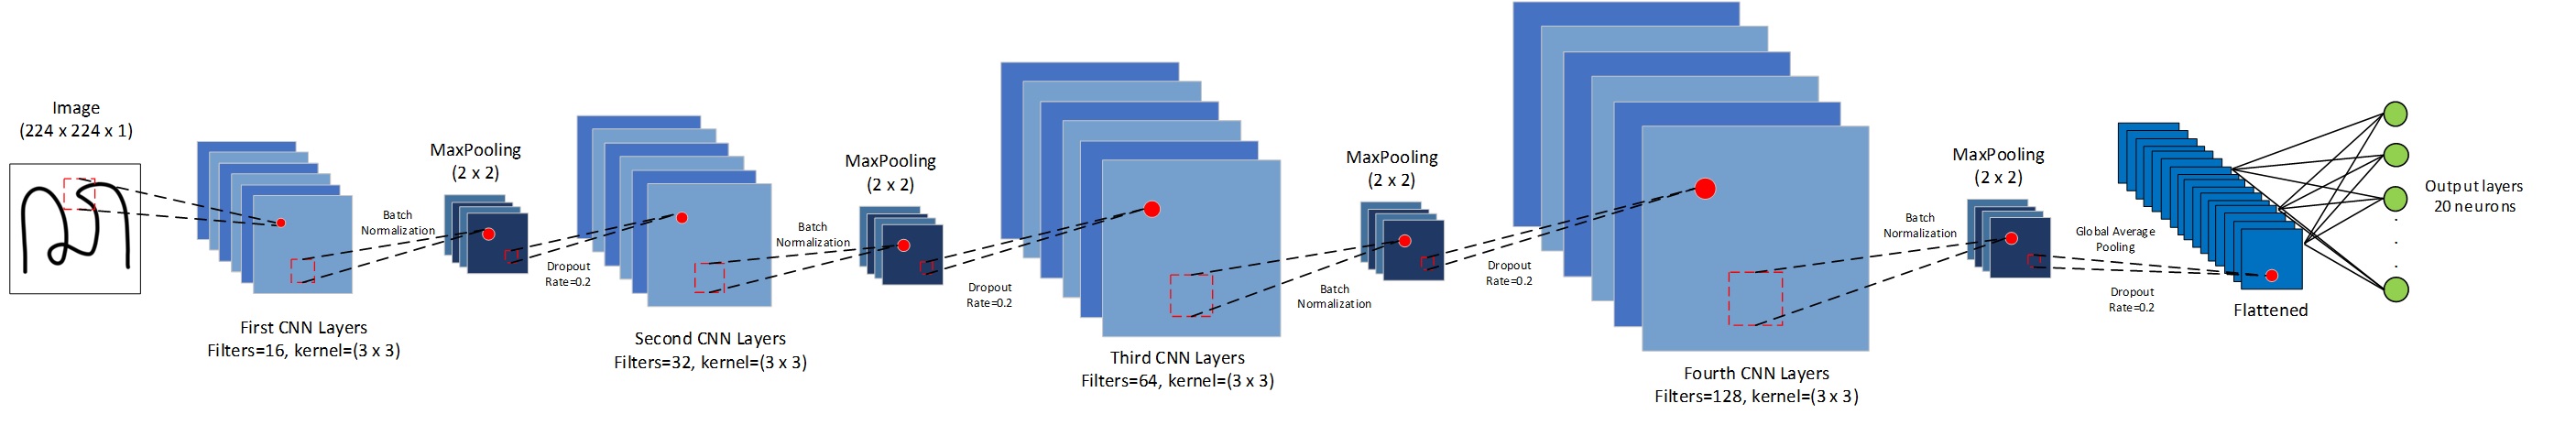 Image
(224 x 224 x 1)
First CNN Layers
Filters=16, kernel=(3 x 3)
Batch
Normalization
MaxPooling
(2 x 2)
Dropout
Rate=0.2
Second CNN Layers
Filters=32, kernel=(3 x 3)
Batch
Normalization
MaxPooling
(2 x 2)
Dropout
Rate=0.2
Third CNN Layers
Filters=64, kernel=(3 x 3)
Batch
Normalization
MaxPooling
(2 x 2)
Dropout
Rate=0.2
Fourth CNN Layers
Filters=128, kernel=(3 x 3)
Batch
Normalization
MaxPooling
(2 x 2)
Global Average
Pooling
Dropout
Rate=0.2
Flattened
Output layers
20 neurons